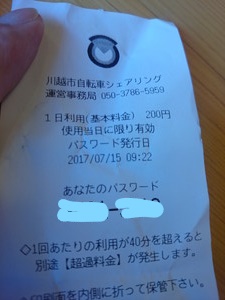 川越市自転車シェアリング
運営事務局 050-3786-5959
1日利用(基本料金) 200円
使用当日に限り有効
パスワード発行日
2017/07/15 09:22
あなたのパスワード
◇1回あたりの利用が40分を超えると
別途【超過料金】が発生します。
印刷面を内側に折って保管下さい。